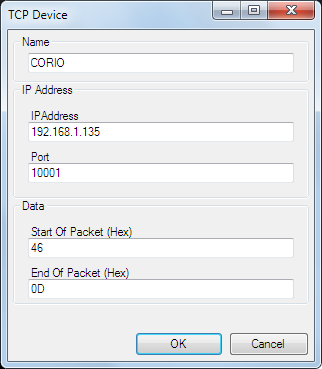 TCP Device
Name
CORIO
IP Address
IPAddress
192.168.1.135
Port
10001
Data
Start Of Packet (Hex)
46
End Of Packet (Hex)
0D
OK
Cancel